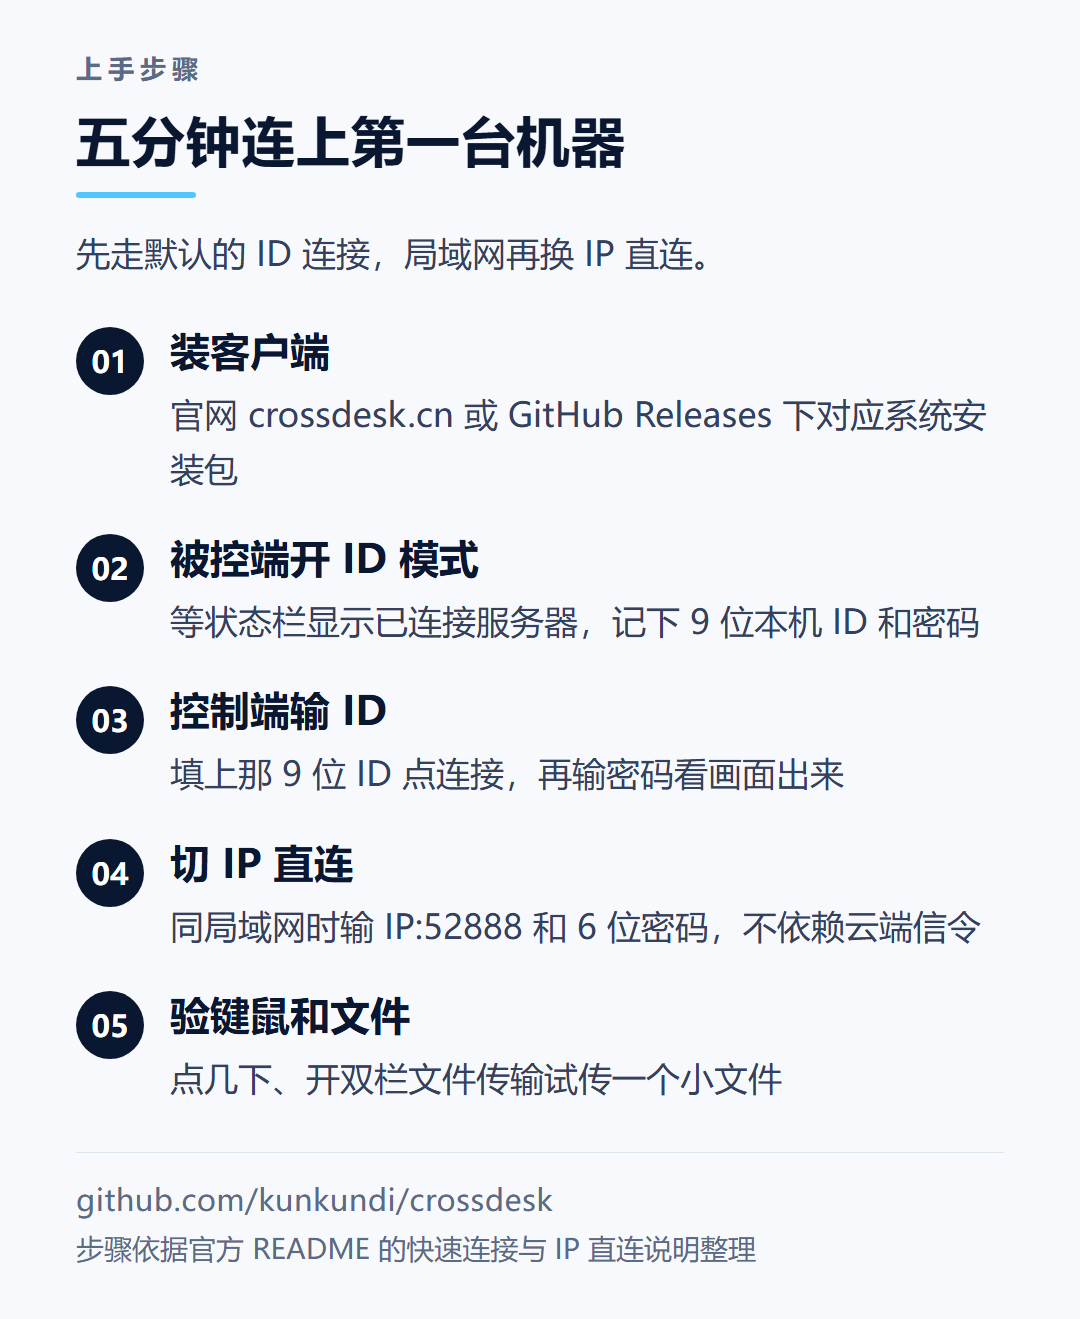 上手步骤
五分钟连上第一台机器
先走默认的 ID 连接，局域网再换 IP 直连。
01 装客户端
官网 crossdesk.cn 或 GitHub Releases 下对应系统安
装包
02 被控端开 ID 模式
等状态栏显示已连接服务器，记下 9 位本机 ID 和密码
03 控制端输 ID
填上那 9 位 ID 点连接，再输密码看画面出来
04 切 IP 直连
同局域网时输 IP:52888 和 6 位密码，不依赖云端信令
05 验键鼠和文件
点几下、开双栏文件传输试传一个小文件
github.com/kunkundi/crossdesk
步骤依据官方 README 的快速连接与 IP 直连说明整理